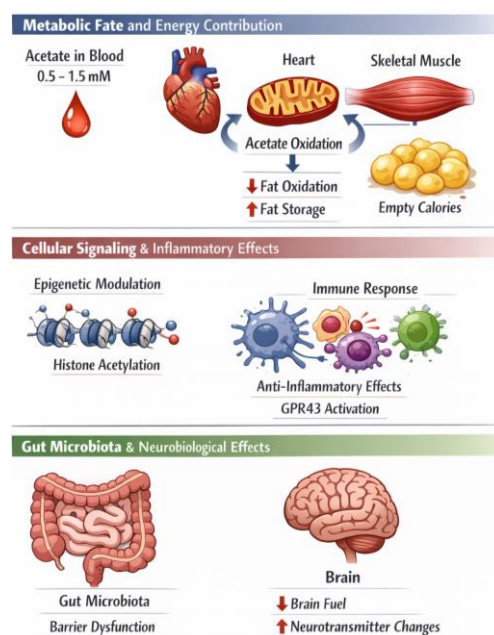 Metabolic Fate and Energy Contribution
Acetate in Blood
0.5 – 1.5 mM
Heart
Skeletal Muscle
Acetate Oxidation
↓ Fat Oxidation
↑ Fat Storage
Empty Calories
Cellular Signaling & Inflammatory Effects
Epigenetic Modulation
Histone Acetylation
Immune Response
Anti-Inflammatory Effects
GPR43 Activation
Gut Microbiota & Neurobiological Effects
Gut Microbiota
Barrier Dysfunction
Brain
↓ Brain Fuel
↑ Neurotransmitter Changes